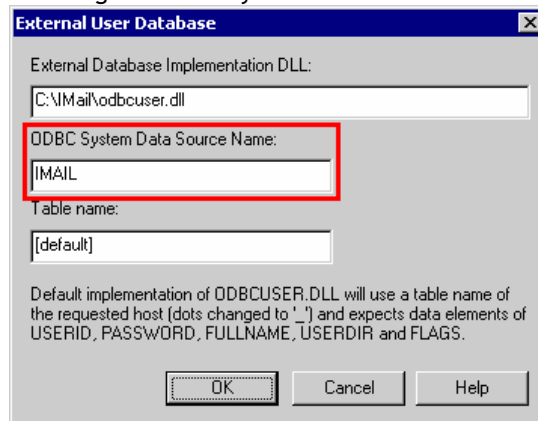 External User Database
External Database Implementation DLL:
C:\IMail\odbcuser.dll
ODBC System Data Source Name:
IMAIL
Table name:
[default]
Default implementation of ODBCUSER.DLL will use a table name of
the requested host (dots changed to '_') and expects data elements of
USERID, PASSWORD, FULLNAME, USERDIR and FLAGS.
OK Cancel Help